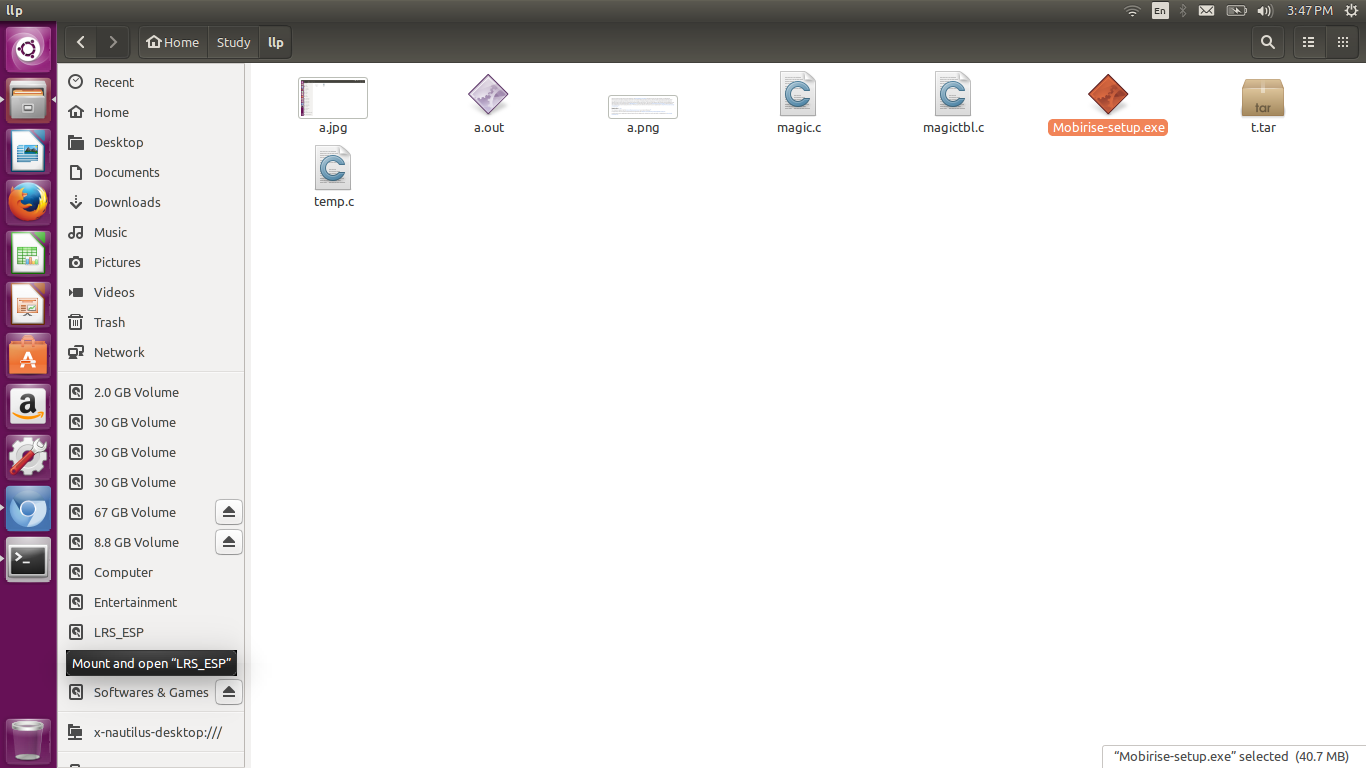 llp
En
3:47 PM
Home
Study
llp
Recent
Home
Desktop
Documents
Downloads
Music
Pictures
Videos
Trash
Network
2.0 GB Volume
30 GB Volume
30 GB Volume
30 GB Volume
67 GB Volume
8.8 GB Volume
Computer
Entertainment
LRS_ESP
Mount and open “LRS_ESP”
Softwares & Games
x-nautilus-desktop:///
a.jpg
a.out
a.png
magic.c
magictbl.c
Mobirise-setup.exe
tar
t.tar
temp.c
“Mobirise-setup.exe” selected (40.7 MB)